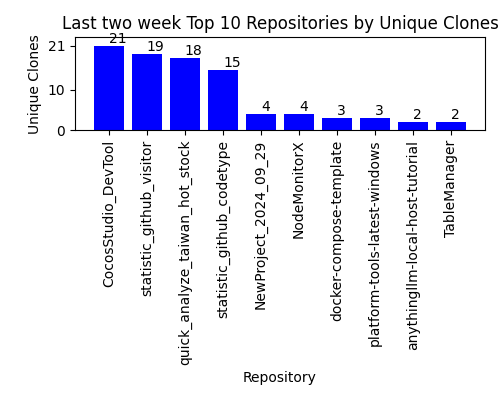 Last two week Top 10 Repositories by Unique Clones
Unique Clones
21
10
0
21
19
18
15
4
4
3
3
2
2
CocosStudio_DevTool
statistic_github_visitor
quick_analyze_taiwan_hot_stock
statistic_github_codetype
NewProject_2024_09_29
NodeMonitorX
docker-compose-template
platform-tools-latest-windows
anythingllm-local-host-tutorial
TableManager
Repository